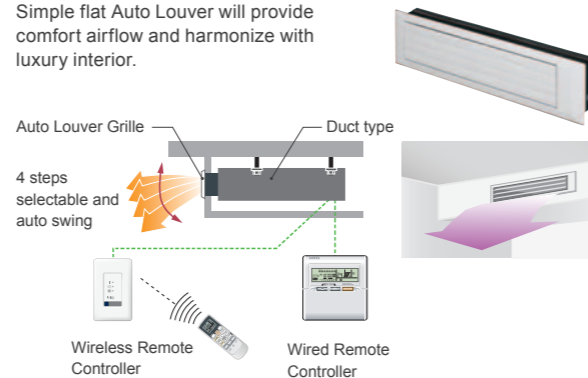 Simple flat Auto Louver will provide
comfort airflow and harmonize with
luxury interior.
Auto Louver Grille
Duct type
4 steps
selectable and
auto swing
Wireless Remote
Controller
Wired Remote
Controller